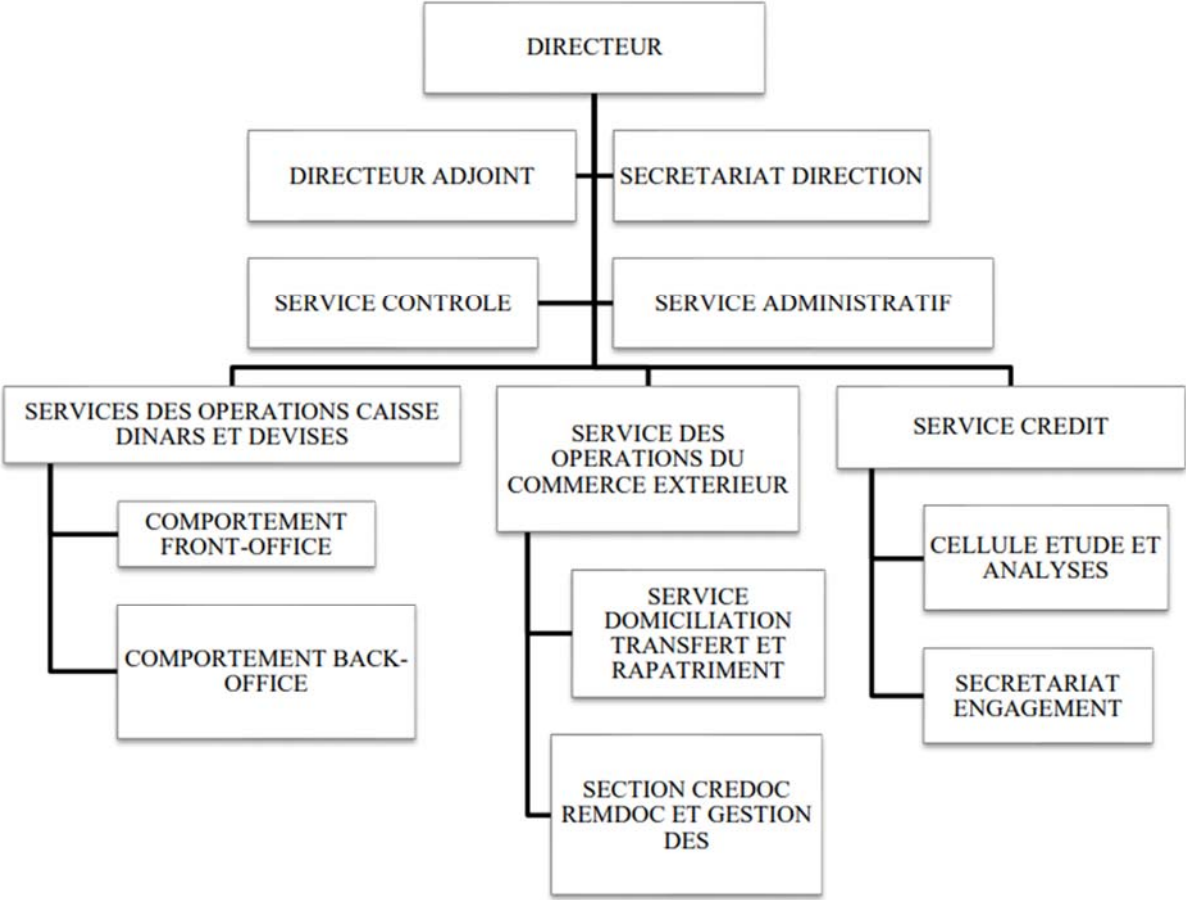 DIRECTEUR
DIRECTEUR ADJOINT
SECRETARIAT DIRECTION
SERVICE CONTROLE
SERVICE ADMINISTRATIF
SERVICES DES OPERATIONS CAISSE
DINARS ET DEVISES
COMPORTEMENT
FRONT-OFFICE
COMPORTEMENT BACK-
OFFICE
SERVICE DES
OPERATIONS DU
COMMERCE EXTERIEUR
SERVICE
DOMICILIATION
TRANSFERT ET
RAPATRIMENT
SECTION CREDOC
REMDOC ET GESTION
DES
SERVICE CREDIT
CELLULE ETUDE ET
ANALYSES
SECRETARIAT
ENGAGEMENT